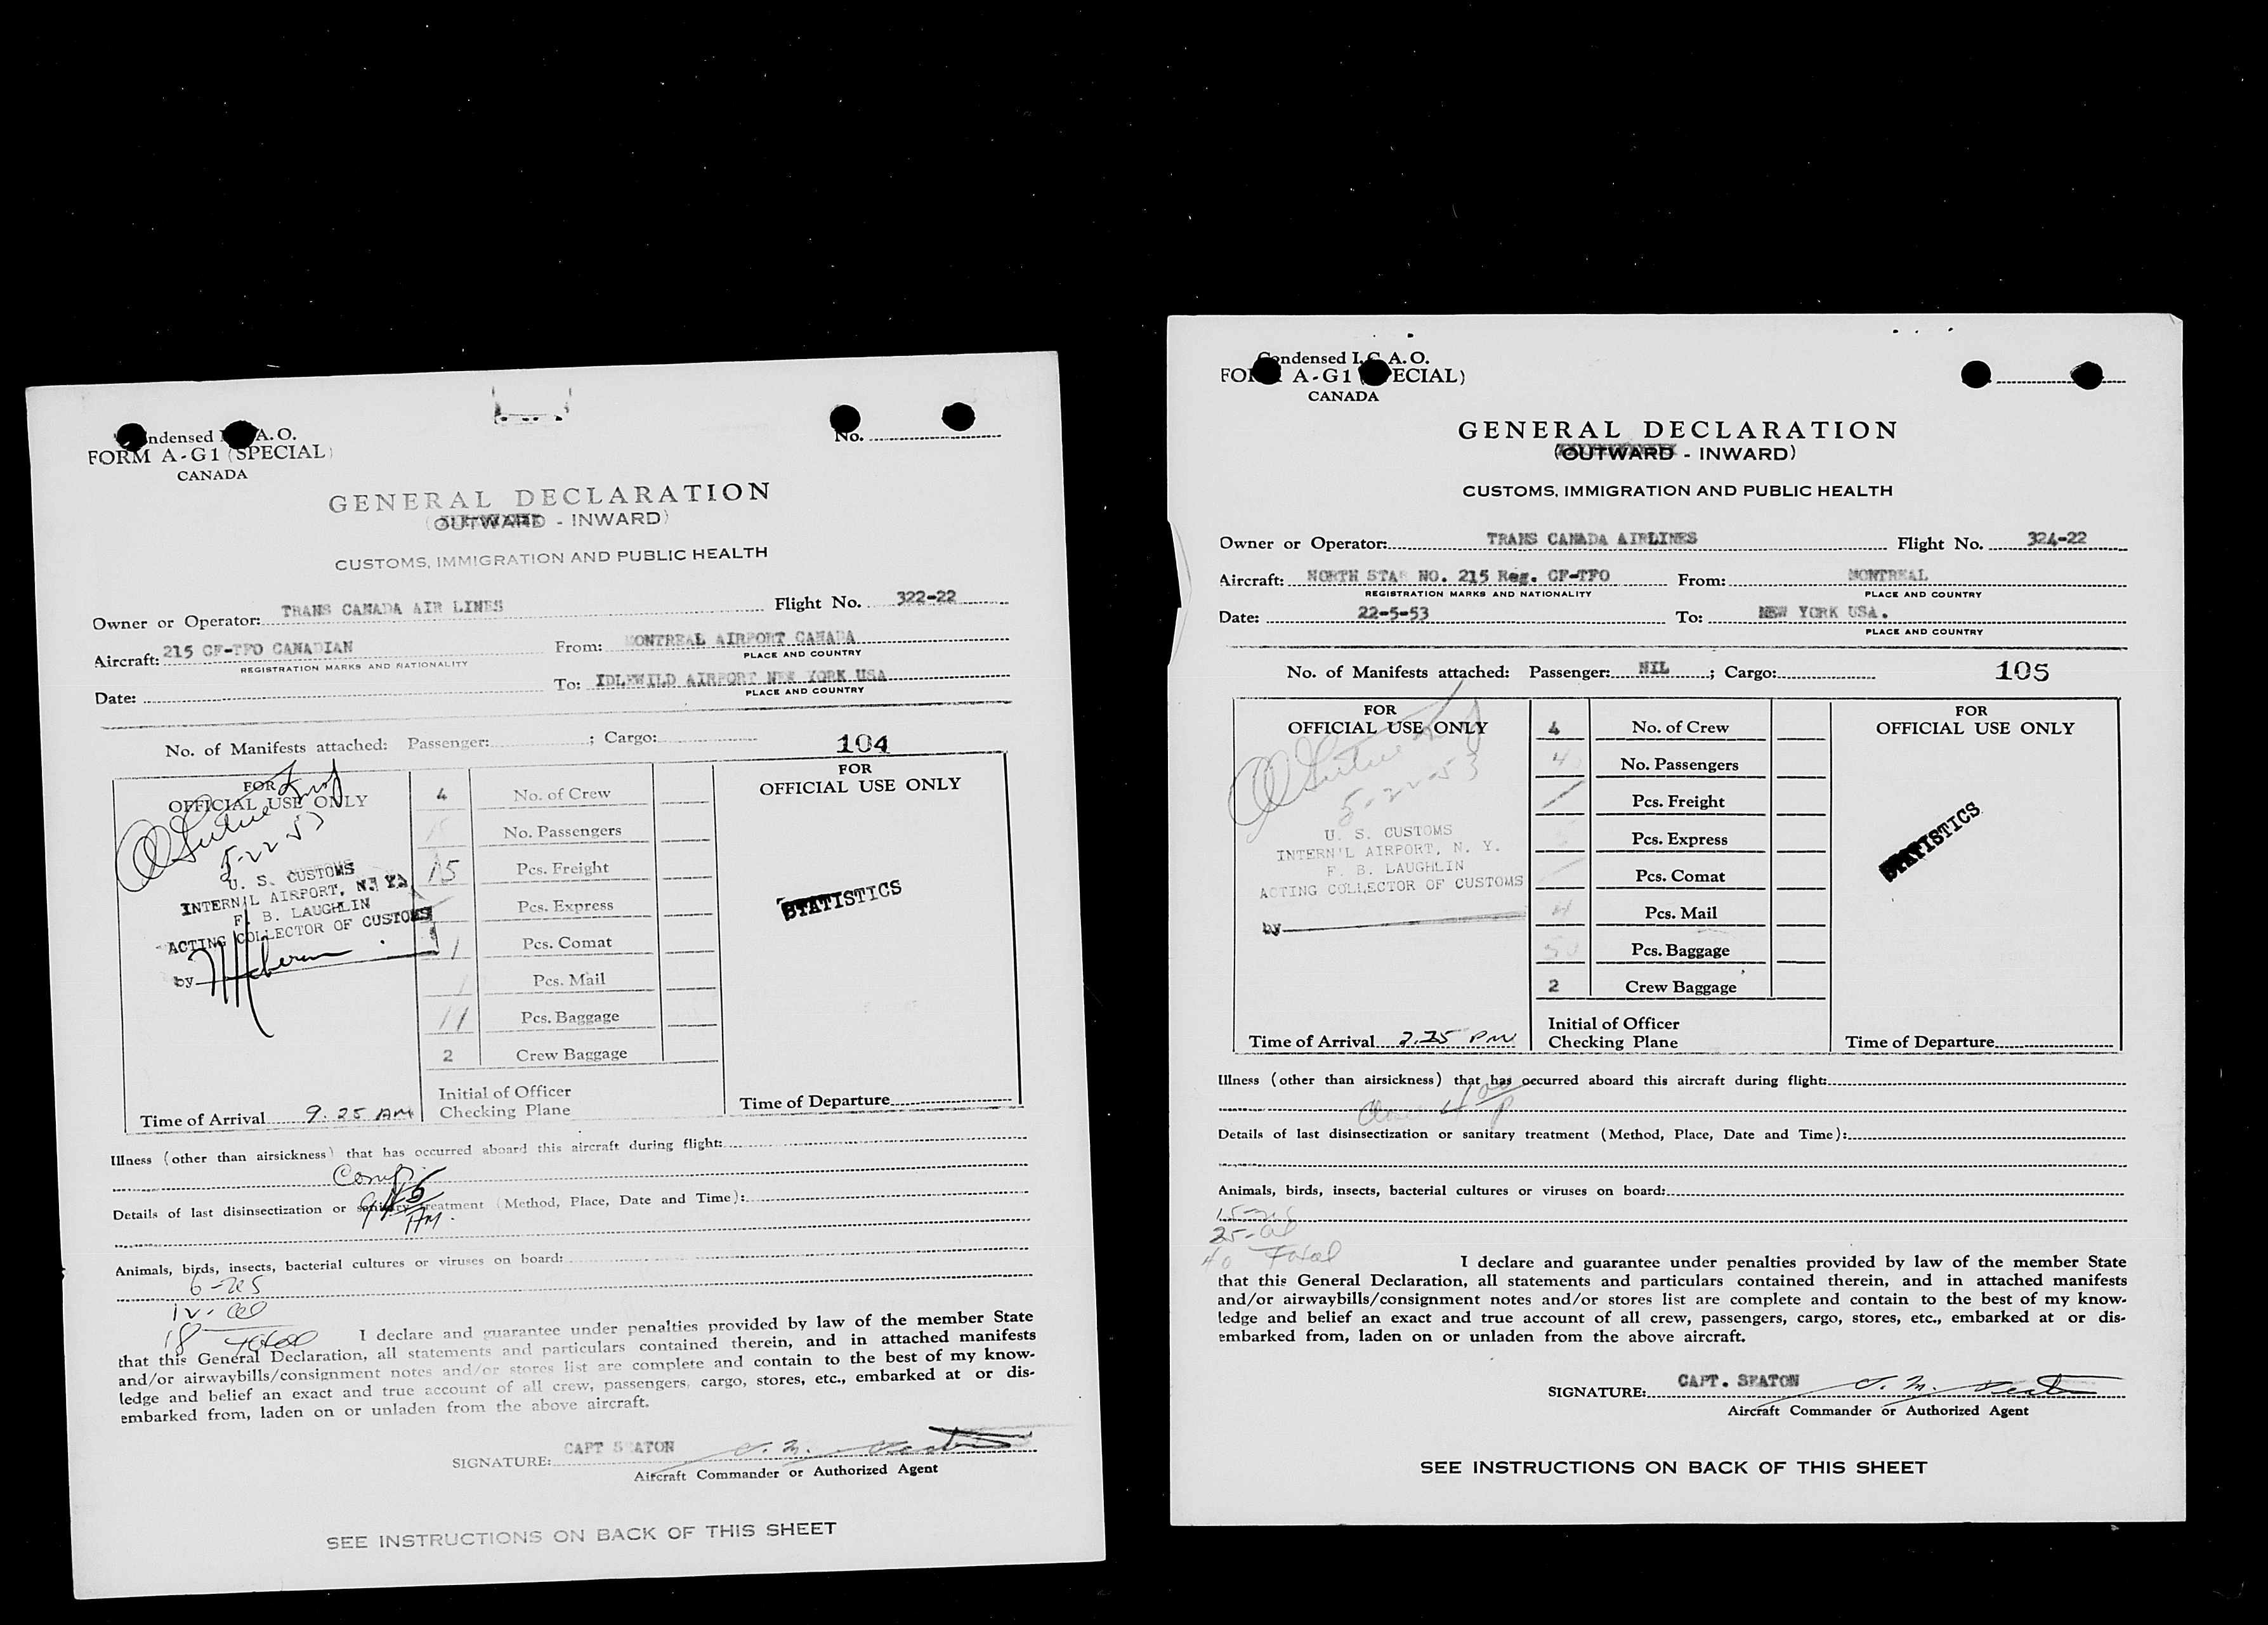 Condensed I.C.A.O.
FORM A-G1 (SPECIAL)
CANADA
No.
GENERAL DECLARATION
(OUTWARD - INWARD)
CUSTOMS, IMMIGRATION AND PUBLIC HEALTH
Owner or Operator: TRANS CANADA AIR LINES Flight No. 322-22
Aircraft: 215 CF-TFO CANADIAN From: MONTREAL AIRPORT CANADA
REGISTRATION MARKS AND NATIONALITY PLACE AND COUNTRY
Date: To: IDLEWILD AIRPORT NEW YORK USA
PLACE AND COUNTRY
No. of Manifests attached: Passenger: ; Cargo: 104
FOR
OFFICIAL USE ONLY
5-22-53
U. S. CUSTOMS
INTERN'L AIRPORT, N. Y.
F. B. LAUGHLIN
ACTING COLLECTOR OF CUSTOMS
by
Time of Arrival 9.25 AM
4 No. of Crew
15 No. Passengers
15 Pcs. Freight
Pcs. Express
1 Pcs. Comat
1 Pcs. Mail
11 Pcs. Baggage
2 Crew Baggage
Initial of Officer
Checking Plane
FOR
OFFICIAL USE ONLY
STATISTICS
Time of Departure
Illness (other than airsickness) that has occurred aboard this aircraft during flight:
9 45
AM.
Details of last disinsectization or sanitary treatment (Method, Place, Date and Time):
Animals, birds, insects, bacterial cultures or viruses on board:
6-res
12-al
18 Total
I declare and guarantee under penalties provided by law of the member State
that this General Declaration, all statements and particulars contained therein, and in attached manifests
and/or airwaybills/consignment notes and/or stores list are complete and contain to the best of my know-
ledge and belief an exact and true account of all crew, passengers, cargo, stores, etc., embarked at or dis-
embarked from, laden on or unladen from the above aircraft.
SIGNATURE: CAPT SEATON
Aircraft Commander or Authorized Agent
SEE INSTRUCTIONS ON BACK OF THIS SHEET
Condensed I.C.A.O.
FORM A-G1 (SPECIAL)
CANADA
GENERAL DECLARATION
(OUTWARD - INWARD)
CUSTOMS, IMMIGRATION AND PUBLIC HEALTH
Owner or Operator: TRANS CANADA AIRLINES Flight No. 324-22
Aircraft: NORTH STAR NO. 215 Reg. CF-TFO From: MONTREAL
REGISTRATION MARKS AND NATIONALITY PLACE AND COUNTRY
Date: 22-5-53 To: NEW YORK USA.
PLACE AND COUNTRY
No. of Manifests attached: Passenger: NIL ; Cargo: 105
FOR
OFFICIAL USE ONLY
5-22-53
U. S. CUSTOMS
INTERN'L AIRPORT, N. Y.
F. B. LAUGHLIN
ACTING COLLECTOR OF CUSTOMS
by
Time of Arrival 2.25 PM
4 No. of Crew
No. Passengers
Pcs. Freight
Pcs. Express
Pcs. Comat
Pcs. Mail
Pcs. Baggage
2 Crew Baggage
Initial of Officer
Checking Plane
FOR
OFFICIAL USE ONLY
STATISTICS
Time of Departure
Illness (other than airsickness) that has occurred aboard this aircraft during flight:
4 00
P
Details of last disinsectization or sanitary treatment (Method, Place, Date and Time):
Animals, birds, insects, bacterial cultures or viruses on board:
15-res
25-al
40 Total
I declare and guarantee under penalties provided by law of the member State
that this General Declaration, all statements and particulars contained therein, and in attached manifests
and/or airwaybills/consignment notes and/or stores list are complete and contain to the best of my know-
ledge and belief an exact and true account of all crew, passengers, cargo, stores, etc., embarked at or dis-
embarked from, laden on or unladen from the above aircraft.
SIGNATURE: CAPT. SEATON
Aircraft Commander or Authorized Agent
SEE INSTRUCTIONS ON BACK OF THIS SHEET